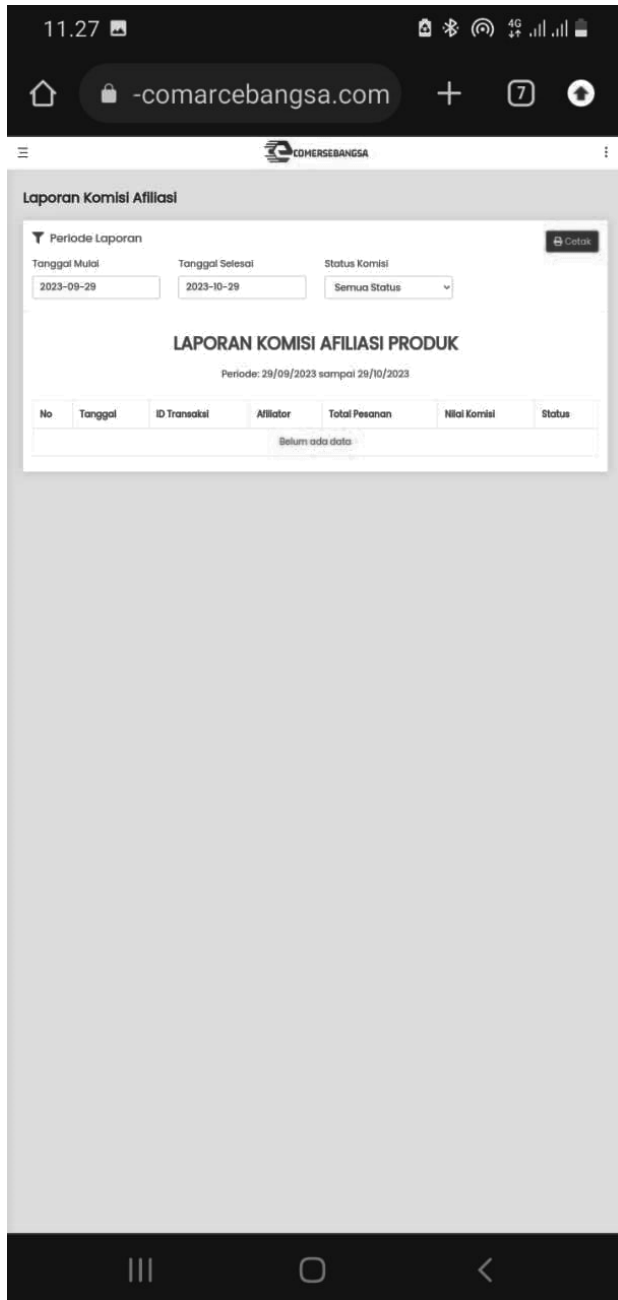 11.27
4G
-comarcebangsa.com
7
COMERSEBANGSA
Laporan Komisi Afiliasi
Periode Laporan
Cetak
Tanggal Mulai Tanggal Selesai Status Komisi
2023-09-29 2023-10-29 Semua Status
LAPORAN KOMISI AFILIASI PRODUK
Periode: 29/09/2023 sampai 29/10/2023
No Tanggal ID Transaksi Afiliator Total Pesanan Nilai Komisi Status
Belum ada data